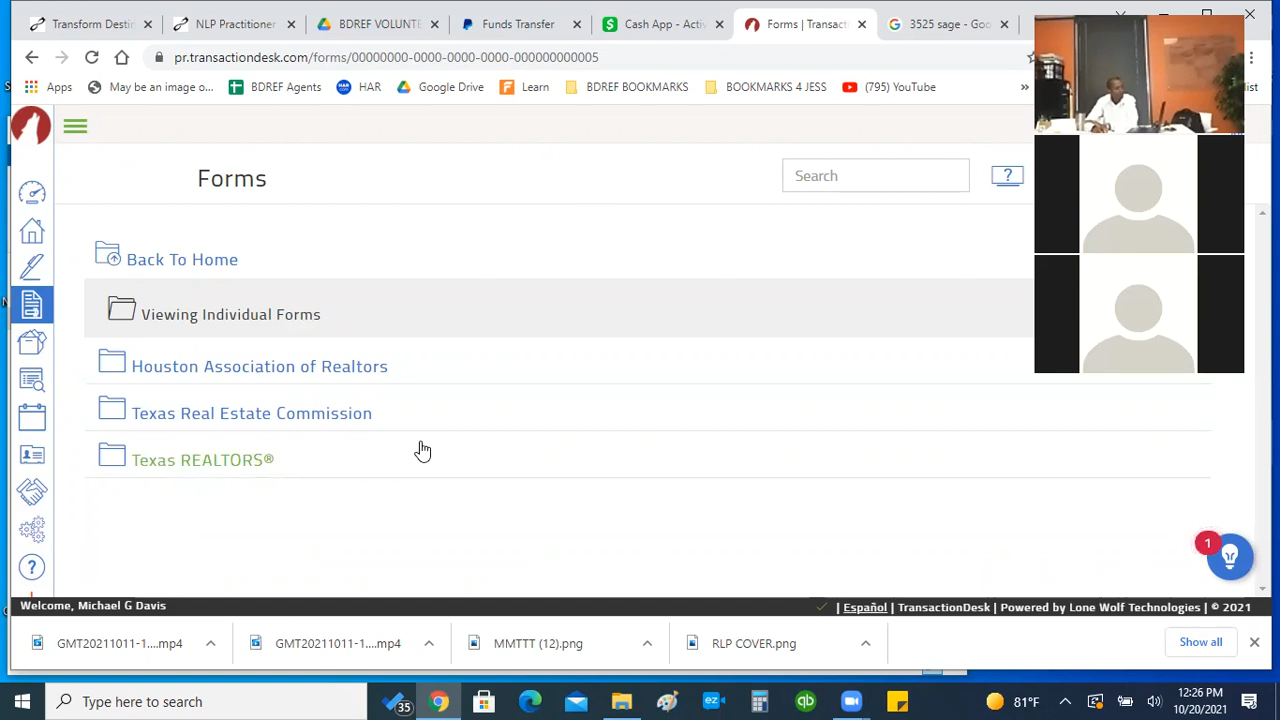 Transform Desti
NLP Practitioner
BDREF VOLUNTE
Funds Transfer
Cash App - Activ
Forms | Transact
3525 sage - Goo
pr.transactiondesk.com/forms/00000000-0000-0000-0000-000000000005
Apps
May be an image o...
BDREF Agents
HAR
Google Drive
Learn
BDREF BOOKMARKS
BOOKMARKS 4 JESS
(795) YouTube
»
list
Forms
Search
?
Back To Home
Viewing Individual Forms
Houston Association of Realtors
Texas Real Estate Commission
Texas REALTORS®
1
?
Welcome, Michael G Davis
| Español | TransactionDesk | Powered by Lone Wolf Technologies | © 2021
GMT20211011-1....mp4
GMT20211011-1....mp4
MMTTT (12).png
RLP COVER.png
Show all
Type here to search
35
ez
qb
81°F
12:26 PM
10/20/2021